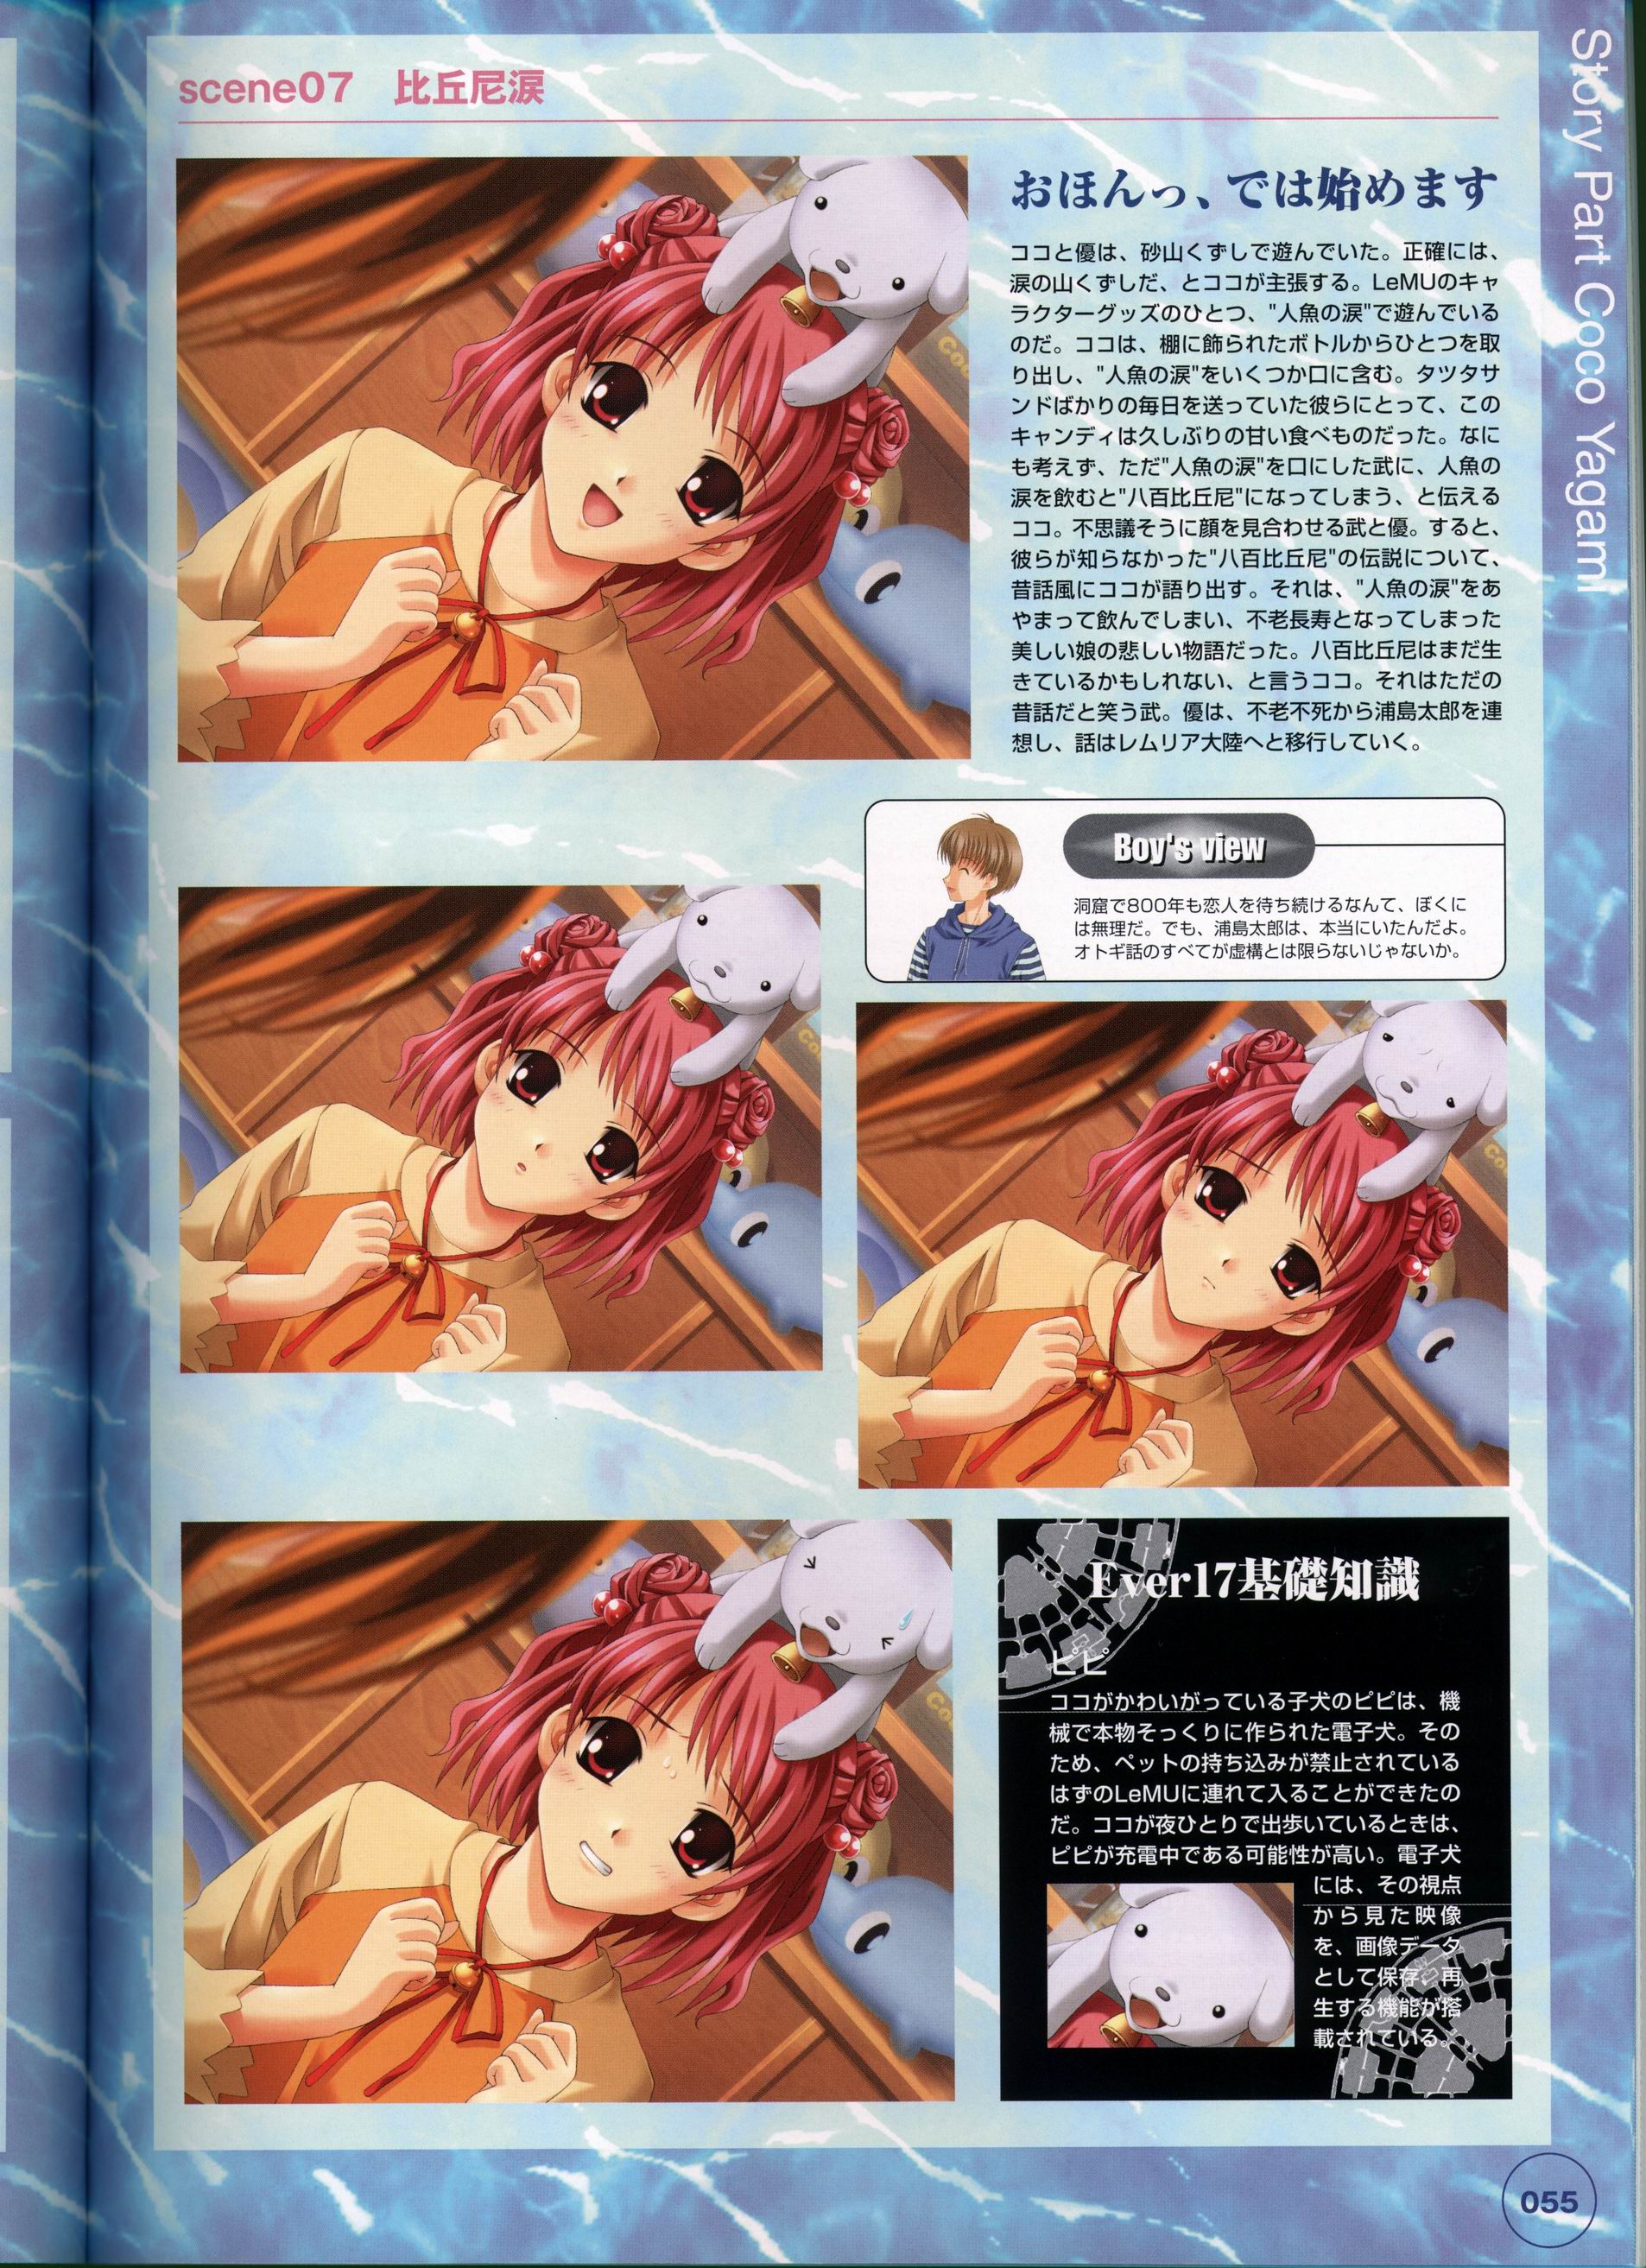 scene07　比丘尼涙
Story Part Coco Yagami
おほんっ、では始めます
ココと優は、砂山くずしで遊んでいた。正確には、
涙の山くずしだ、とココが主張する。LeMUのキャ
ラクターグッズのひとつ、"人魚の涙"で遊んでいる
のだ。ココは、棚に飾られたボトルからひとつを取
り出し、"人魚の涙"をいくつか口に含む。タツタサ
ンドばかりの毎日を送っていた彼らにとって、この
キャンディは久しぶりの甘い食べものだった。なに
も考えず、ただ"人魚の涙"を口にした武に、人魚の
涙を飲むと"八百比丘尼"になってしまう、と伝える
ココ。不思議そうに顔を見合わせる武と優。すると、
彼らが知らなかった"八百比丘尼"の伝説について、
昔話風にココが語り出す。それは、"人魚の涙"をあ
やまって飲んでしまい、不老長寿となってしまった
美しい娘の悲しい物語だった。八百比丘尼はまだ生
きているかもしれない、と言うココ。それはただの
昔話だと笑う武。優は、不老不死から浦島太郎を連
想し、話はレムリア大陸へと移行していく。
Boy's view
洞窟で800年も恋人を待ち続けるなんて、ぼくに
は無理だ。でも、浦島太郎は、本当にいたんだよ。
オトギ話のすべてが虚構とは限らないじゃないか。
Ever17基礎知識
ピピ
ココがかわいがっている子犬のピピは、機
械で本物そっくりに作られた電子犬。その
ため、ペットの持ち込みが禁止されている
はずのLeMUに連れて入ることができたの
だ。ココが夜ひとりで出歩いているときは、
ピピが充電中である可能性が高い。電子犬
には、その視点
から見た映像
を、画像データ
として保存、再
生する機能が搭
載されている。
055